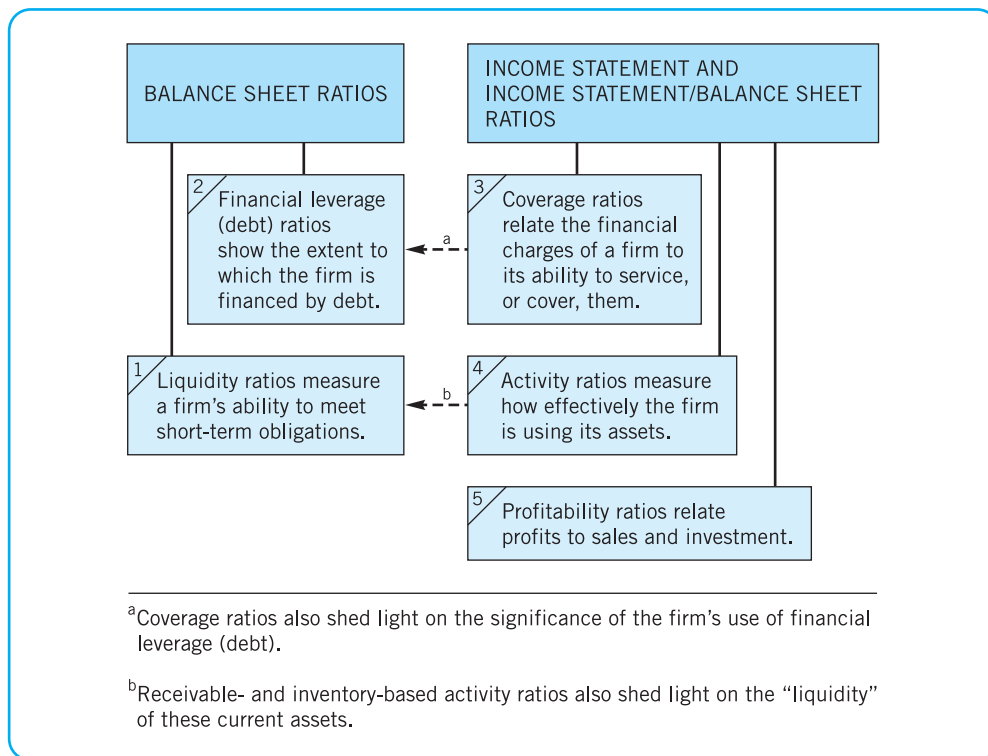 BALANCE SHEET RATIOS
INCOME STATEMENT AND
INCOME STATEMENT/BALANCE SHEET
RATIOS
2
Financial leverage
(debt) ratios
show the extent to
which the firm is
financed by debt.
a
3
Coverage ratios
relate the financial
charges of a firm to
its ability to service,
or cover, them.
1
Liquidity ratios measure
a firm’s ability to meet
short-term obligations.
b
4
Activity ratios measure
how effectively the firm
is using its assets.
5
Profitability ratios relate
profits to sales and investment.
aCoverage ratios also shed light on the significance of the firm’s use of financial
leverage (debt).
bReceivable- and inventory-based activity ratios also shed light on the “liquidity”
of these current assets.